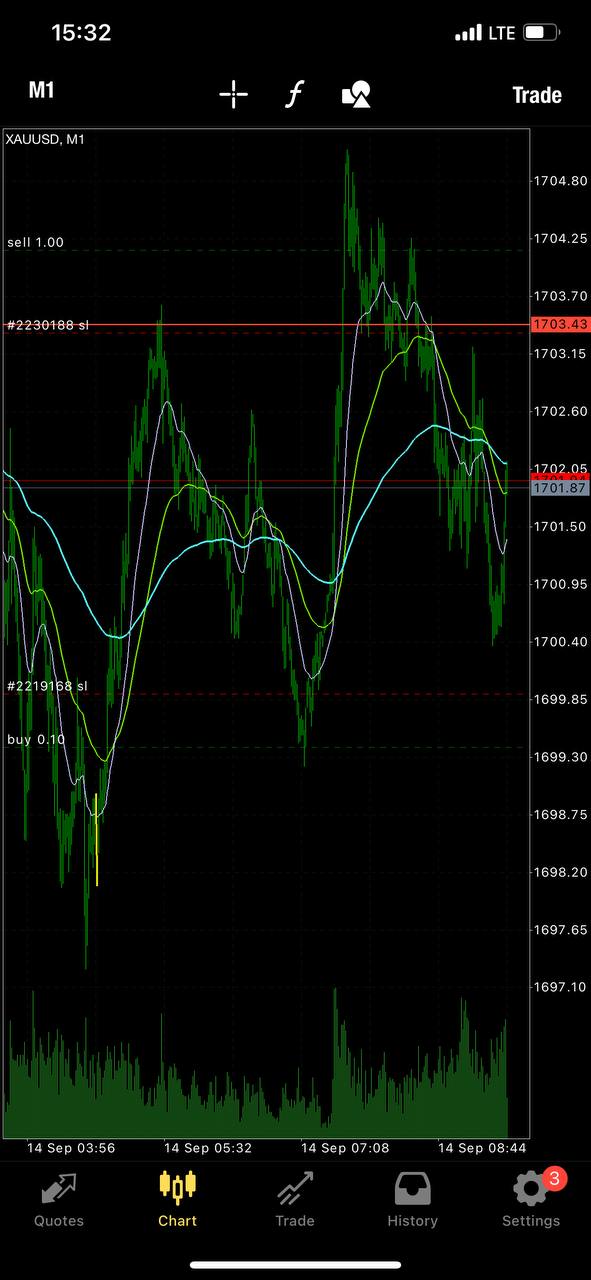 15:32
LTE
M1
f
Trade
XAUUSD, M1
1704.80
sell 1.00
1704.25
1703.70
#2230188 sl
1703.43
1703.15
1702.60
1702.05
1701.87
1701.50
1700.95
1700.40
#2219168 sl
1699.85
buy 0.10
1699.30
1698.75
1698.20
1697.65
1697.10
14 Sep 03:56 14 Sep 05:32 14 Sep 07:08 14 Sep 08:44
3
Quotes Chart Trade History Settings